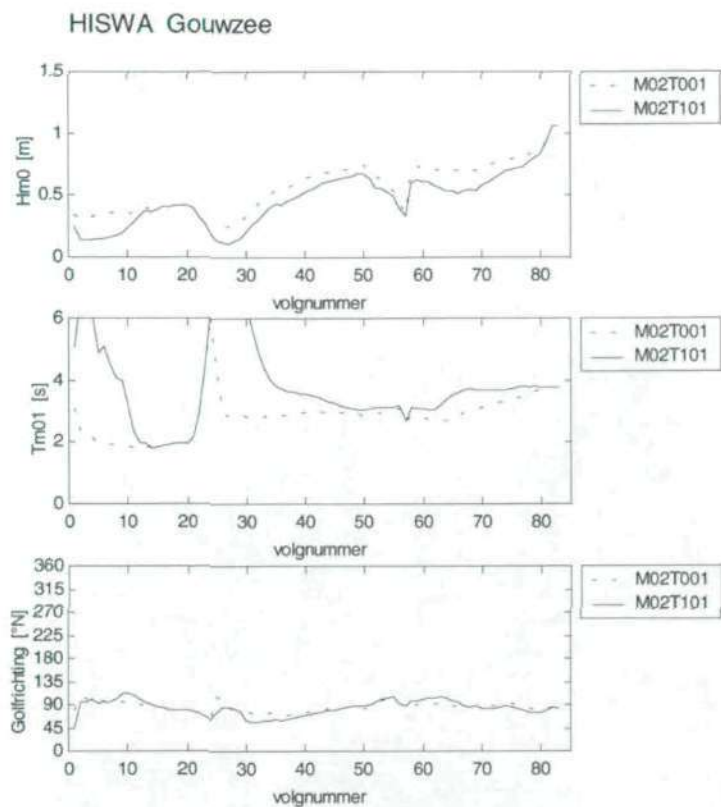 HISWA Gouwzee
1.5
1
0.5
0
Hm0 [m]
0 10 20 30 40 50 60 70 80
volgnummer
M02T001
M02T101
6
4
2
0
Tm01 [s]
0 10 20 30 40 50 60 70 80
volgnummer
M02T001
M02T101
360
315
270
225
180
135
90
45
0
Golfrichting [°N]
0 10 20 30 40 50 60 70 80
volgnummer
M02T001
M02T101